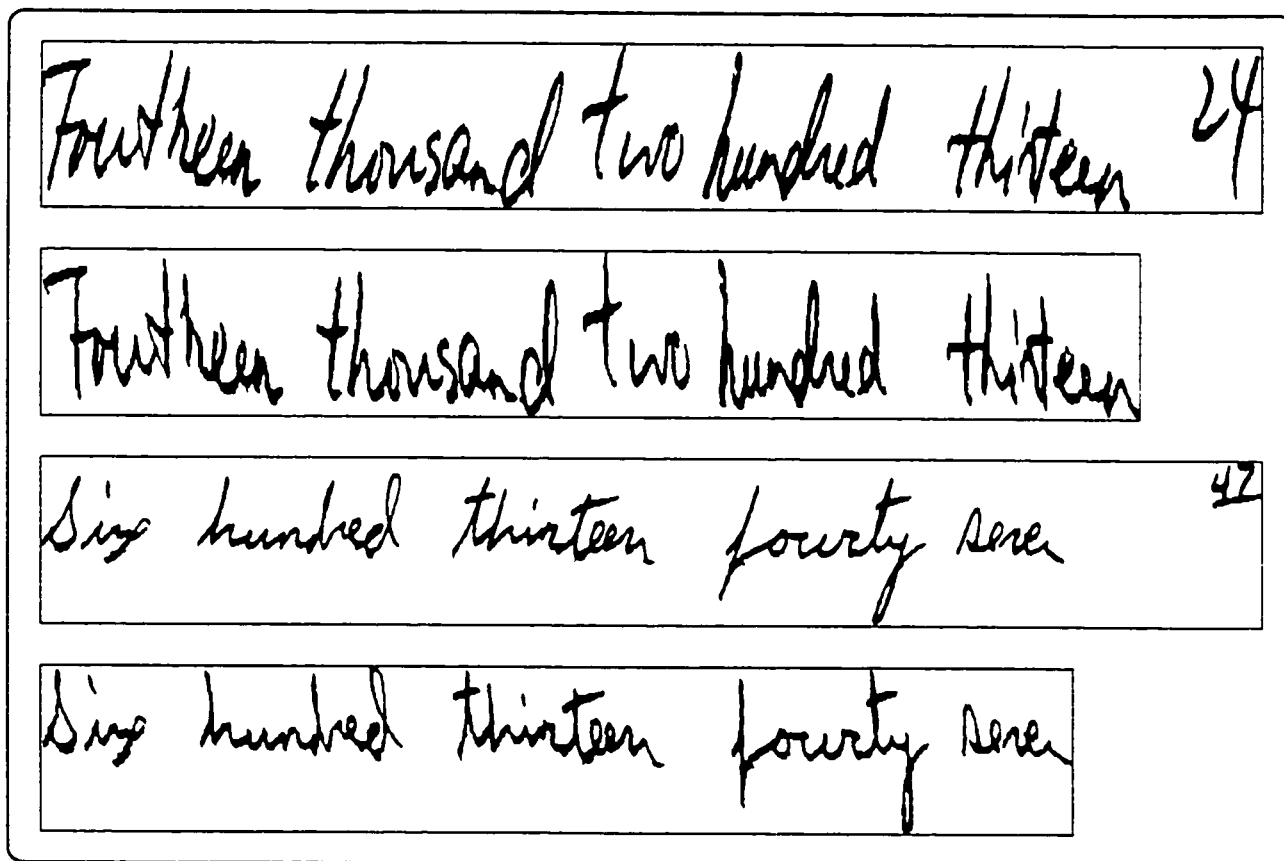 Fourtheen thousand two hundred thirteen 24
Fourtheen thousand two hundred thirteen
Six hundred thirteen fourty seven 47
Six hundred thirteen fourty seven